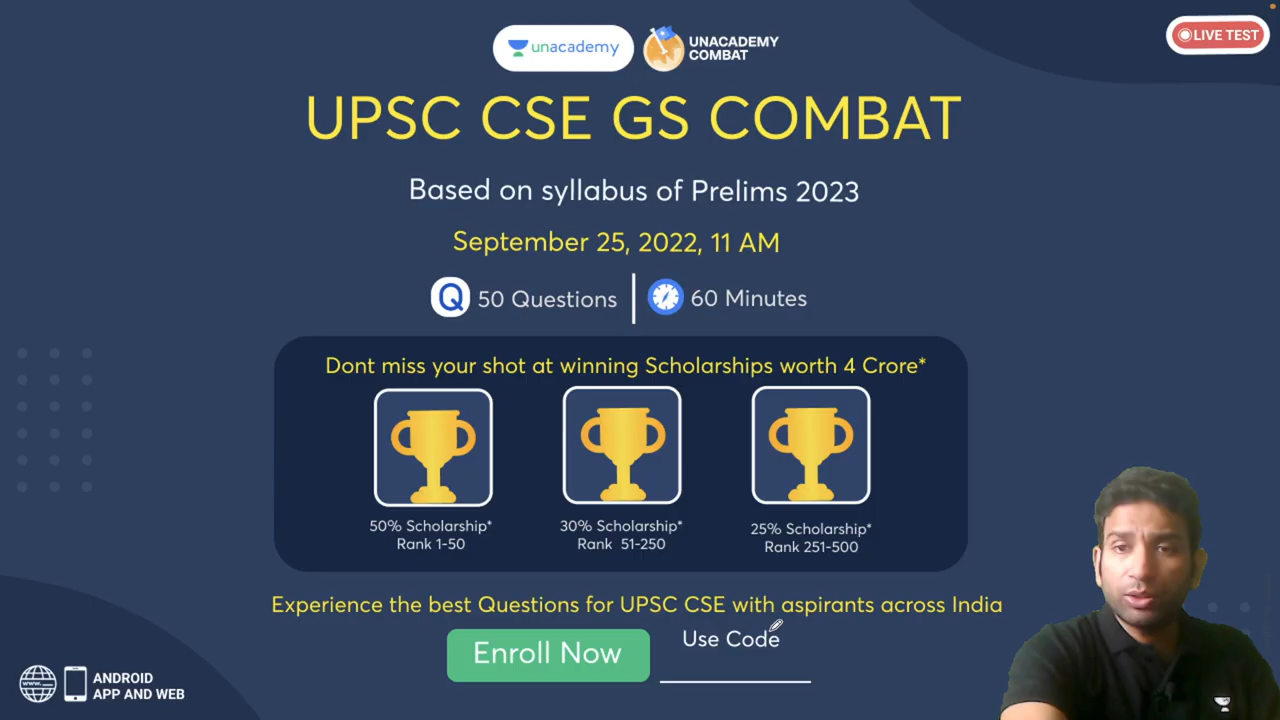 unacademy
UNACADEMY
COMBAT
LIVE TEST
UPSC CSE GS COMBAT
Based on syllabus of Prelims 2023
September 25, 2022, 11 AM
Q 50 Questions
60 Minutes
Dont miss your shot at winning Scholarships worth 4 Crore*
50% Scholarship*
Rank 1-50
30% Scholarship*
Rank 51-250
25% Scholarship*
Rank 251-500
Experience the best Questions for UPSC CSE with aspirants across India
Enroll Now
Use Code
www.
ANDROID
APP AND WEB